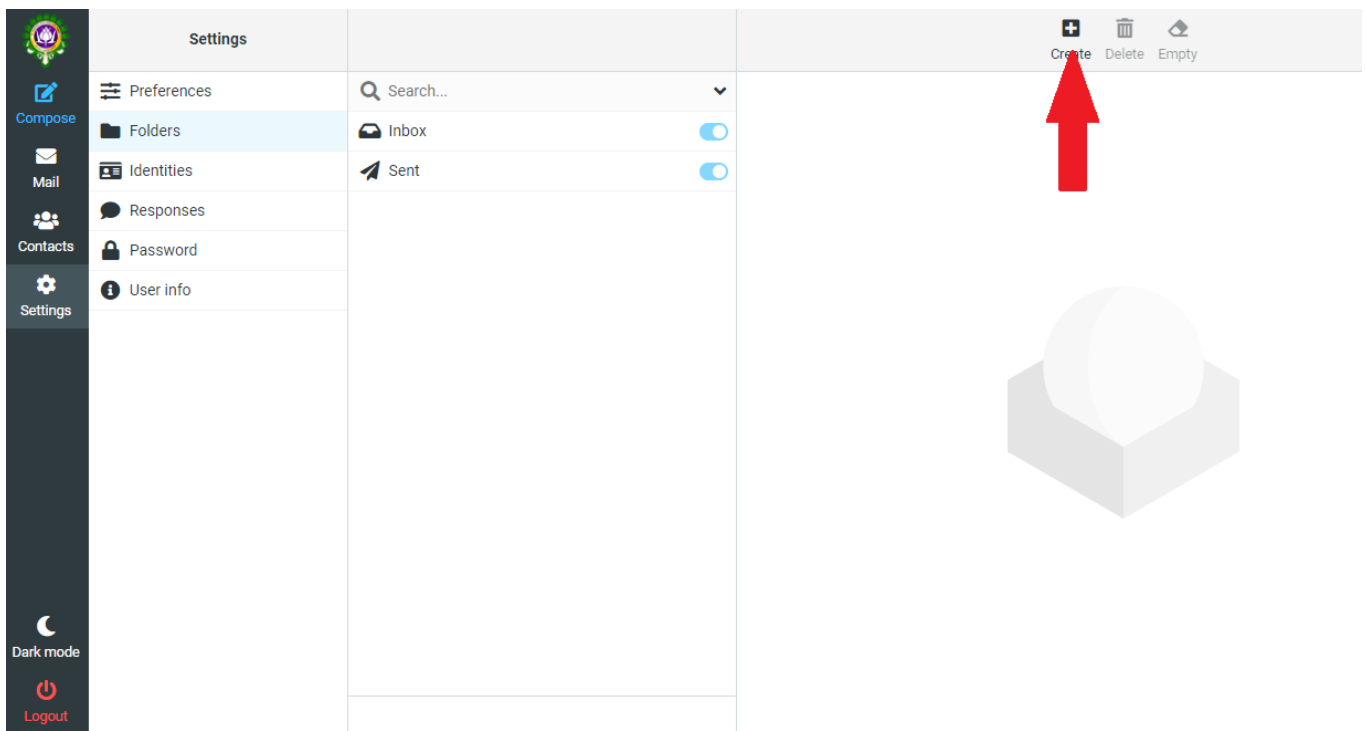 Settings
Create Delete Empty
Compose
Mail
Contacts
Settings
Dark mode
Logout
Preferences
Folders
Identities
Responses
Password
User info
Search...
Inbox
Sent